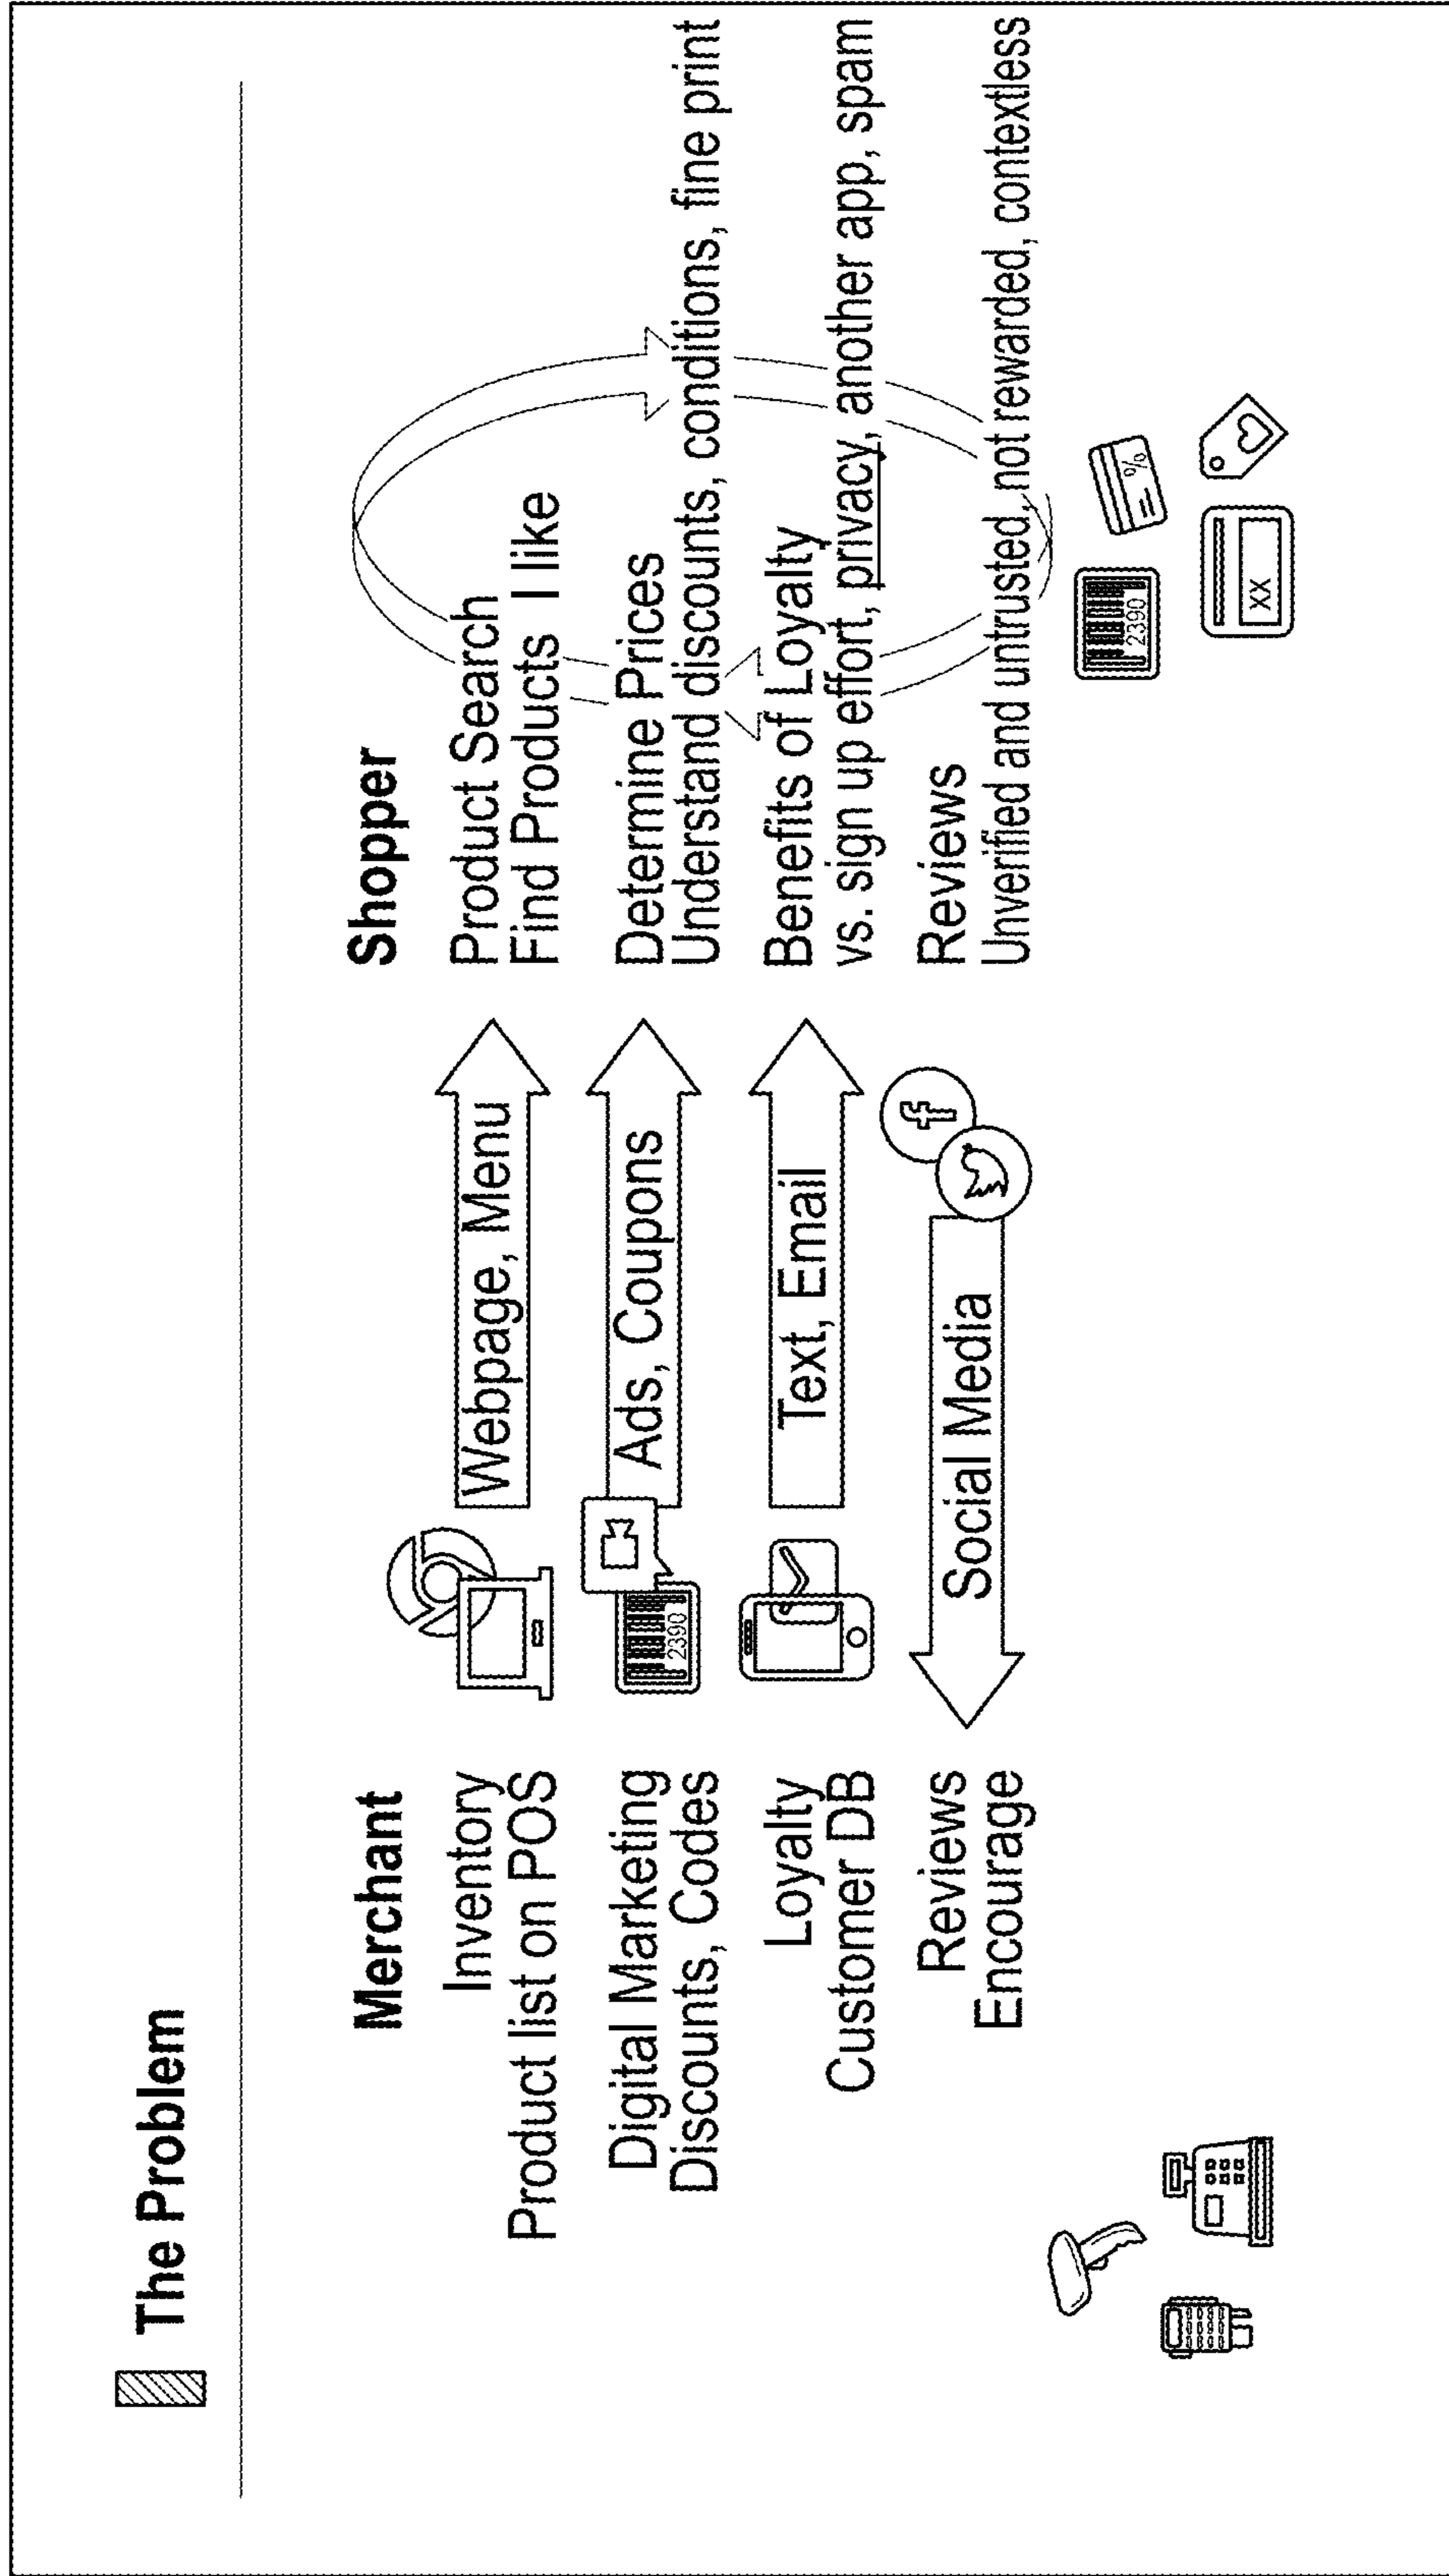 The Problem
Merchant
Inventory
Product list on POS
Digital Marketing
Discounts, Codes
Loyalty
Customer DB
Reviews
Encourage
Webpage, Menu
2390
Ads, Coupons
Text, Email
Social Media
f
Shopper
Product Search
Find Products I like
Determine Prices
Understand discounts, conditions, fine print
Benefits of Loyalty
vs. sign up effort, privacy, another app, spam
Reviews
Unverified and untrusted, not rewarded, contextless
2390
%
XX